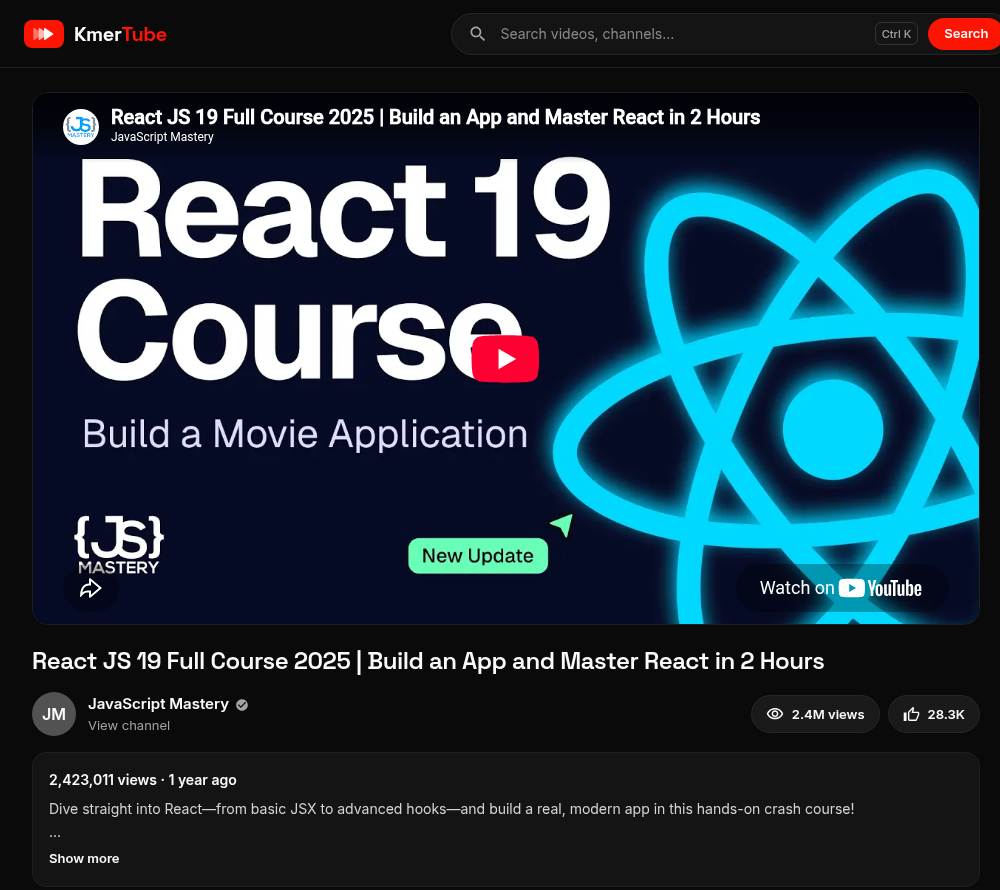 KmerTube
Search videos, channels...
Ctrl K
Search
{JS}
MASTERY
React JS 19 Full Course 2025 | Build an App and Master React in 2 Hours
JavaScript Mastery
React 19
Course
Build a Movie Application
{JS}
MASTERY
New Update
Watch on YouTube
React JS 19 Full Course 2025 | Build an App and Master React in 2 Hours
JM
JavaScript Mastery
View channel
2.4M views
28.3K
2,423,011 views · 1 year ago
Dive straight into React—from basic JSX to advanced hooks—and build a real, modern app in this hands-on crash course!
...
Show more